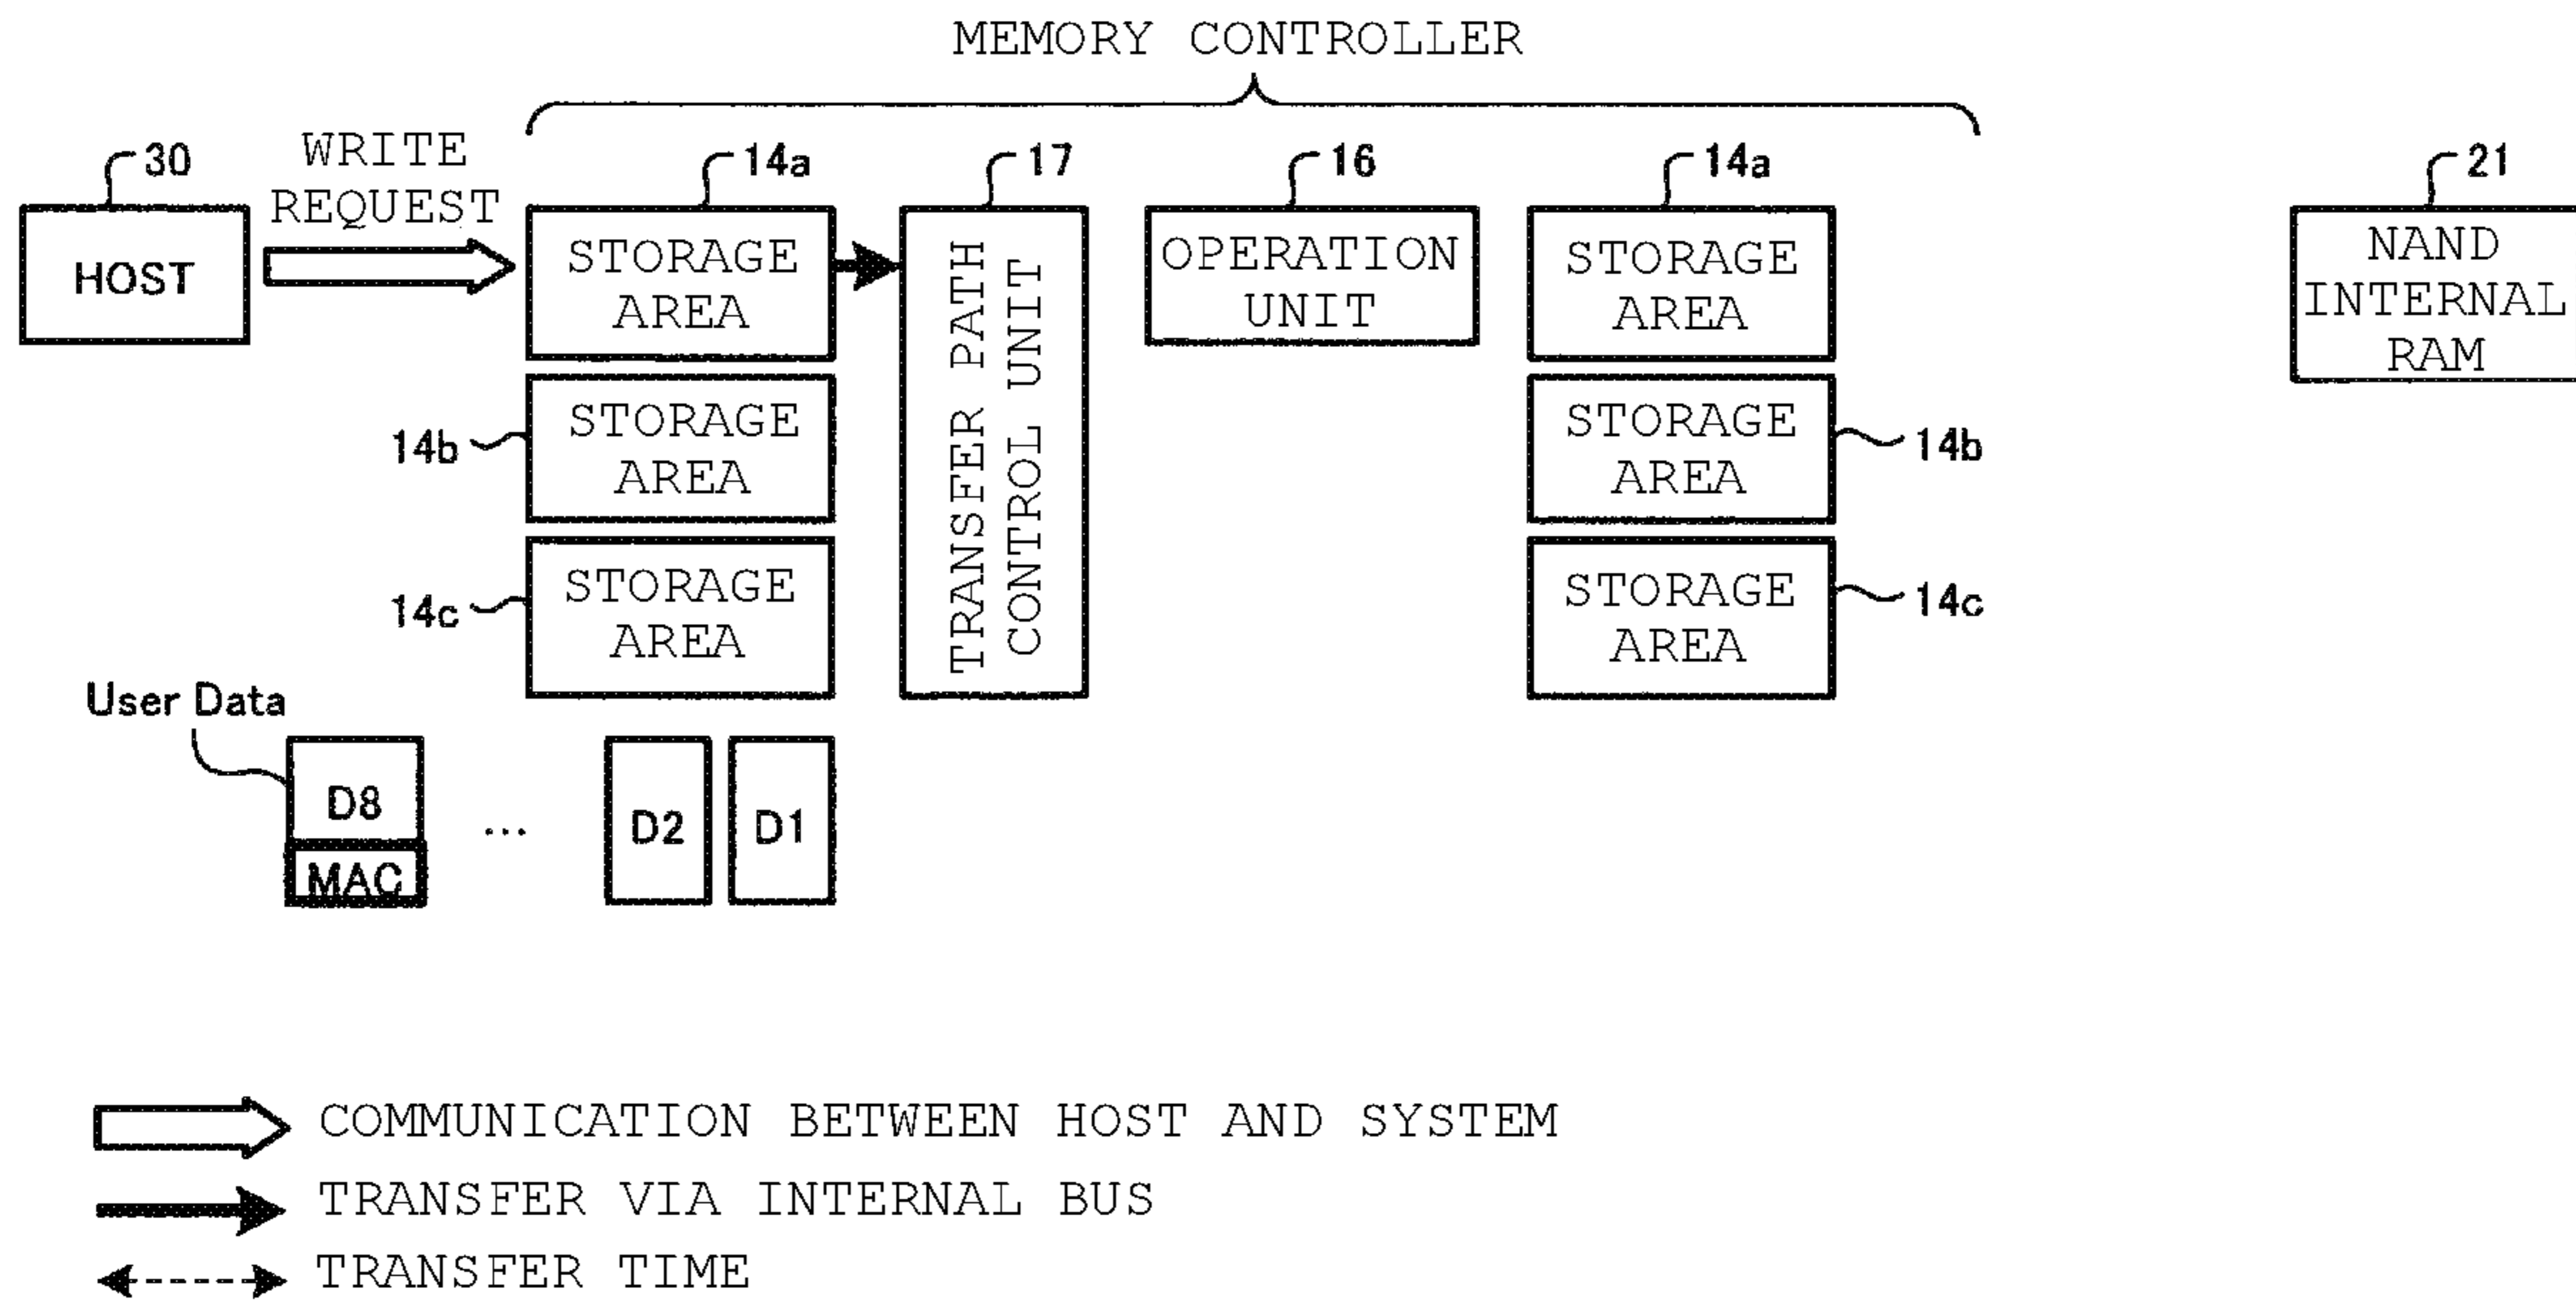 MEMORY CONTROLLER
30
WRITE
REQUEST
14a
17
16
14a
21
HOST
STORAGE
AREA
TRANSFER PATH
CONTROL UNIT
OPERATION
UNIT
STORAGE
AREA
NAND
INTERNAL
RAM
14b
STORAGE
AREA
STORAGE
AREA
14b
14c
STORAGE
AREA
STORAGE
AREA
14c
User Data
D8
MAC
...
D2
D1
COMMUNICATION BETWEEN HOST AND SYSTEM
TRANSFER VIA INTERNAL BUS
TRANSFER TIME